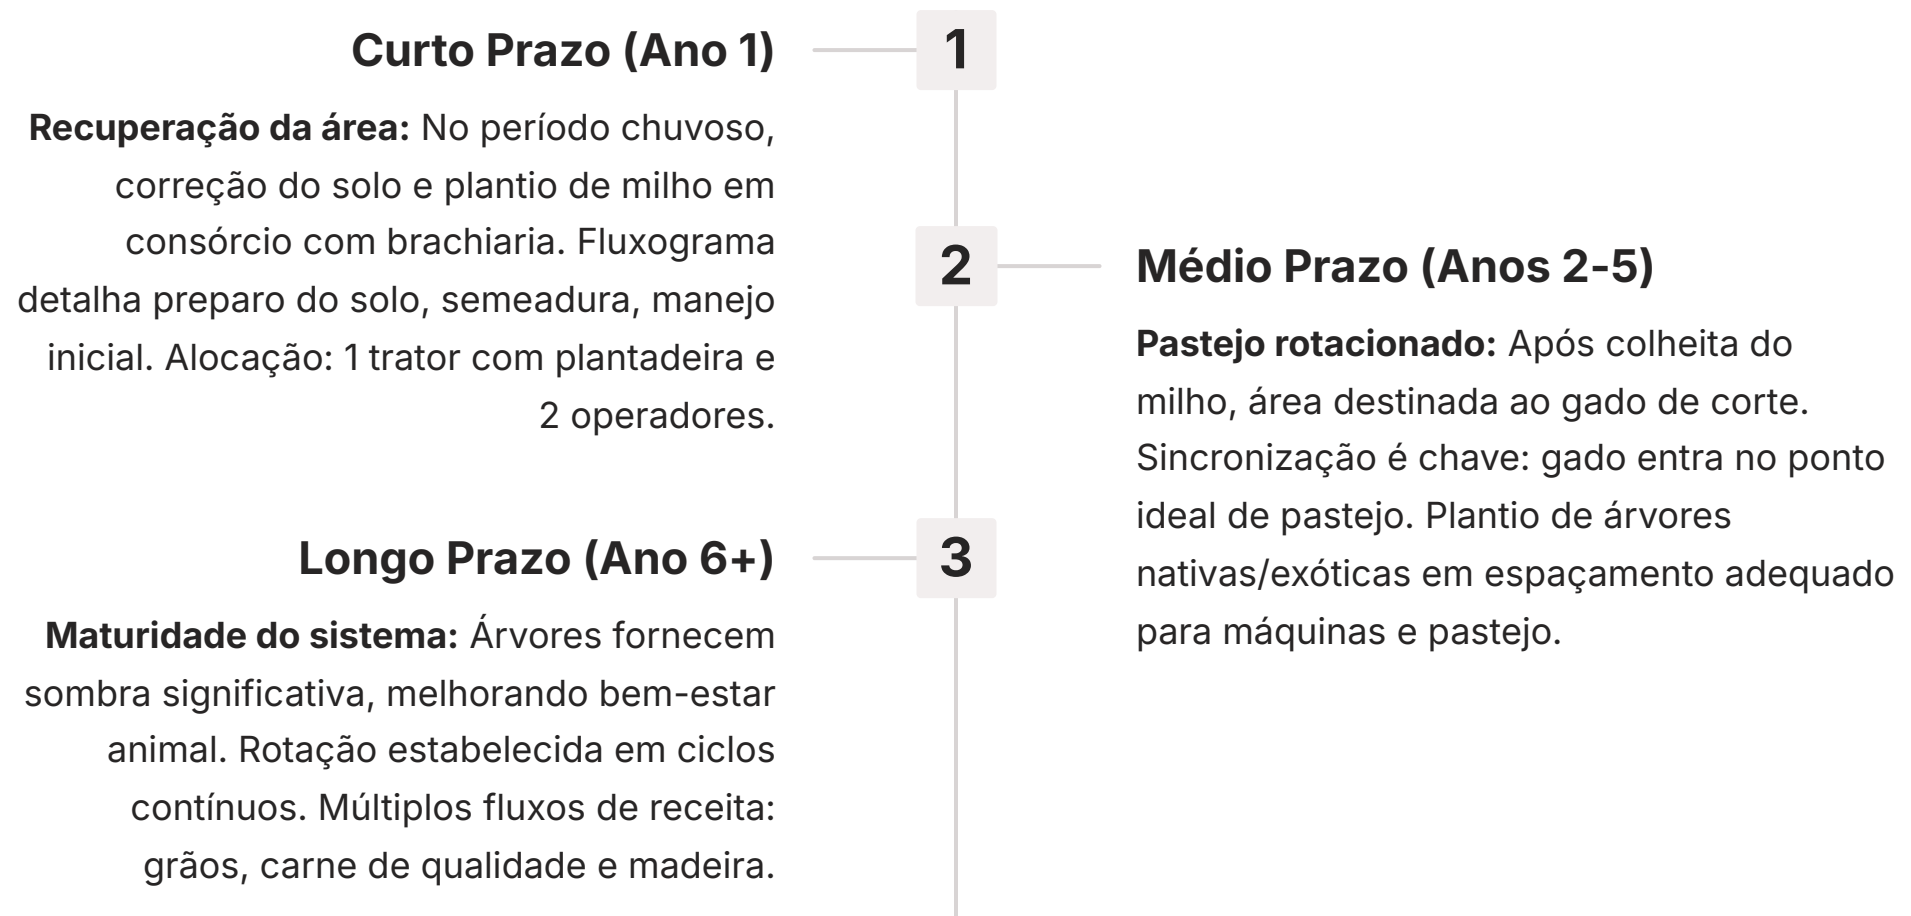 Curto Prazo (Ano 1)
1
Recuperação da área: No período chuvoso,
correção do solo e plantio de milho em
consórcio com brachiaria. Fluxograma
detalha preparo do solo, semeadura, manejo
inicial. Alocação: 1 trator com plantadeira e
2 operadores.
2
Médio Prazo (Anos 2-5)
Pastejo rotacionado: Após colheita do
milho, área destinada ao gado de corte.
Sincronização é chave: gado entra no ponto
ideal de pastejo. Plantio de árvores
nativas/exóticas em espaçamento adequado
para máquinas e pastejo.
Longo Prazo (Ano 6+)
3
Maturidade do sistema: Árvores fornecem
sombra significativa, melhorando bem-estar
animal. Rotação estabelecida em ciclos
contínuos. Múltiplos fluxos de receita:
grãos, carne de qualidade e madeira.